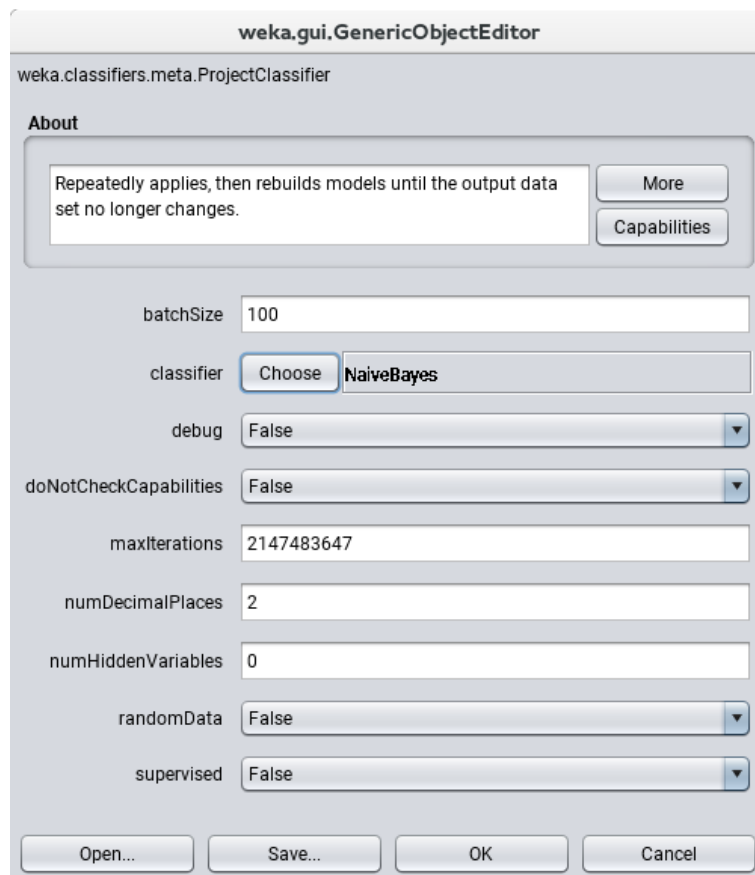 weka.gui.GenericObjectEditor
weka.classifiers.meta.ProjectClassifier
About
Repeatedly applies, then rebuilds models until the output data
set no longer changes.
More
Capabilities
batchSize 100
classifier Choose NaiveBayes
debug False
doNotCheckCapabilities False
maxIterations 2147483647
numDecimalPlaces 2
numHiddenVariables 0
randomData False
supervised False
Open... Save... OK Cancel